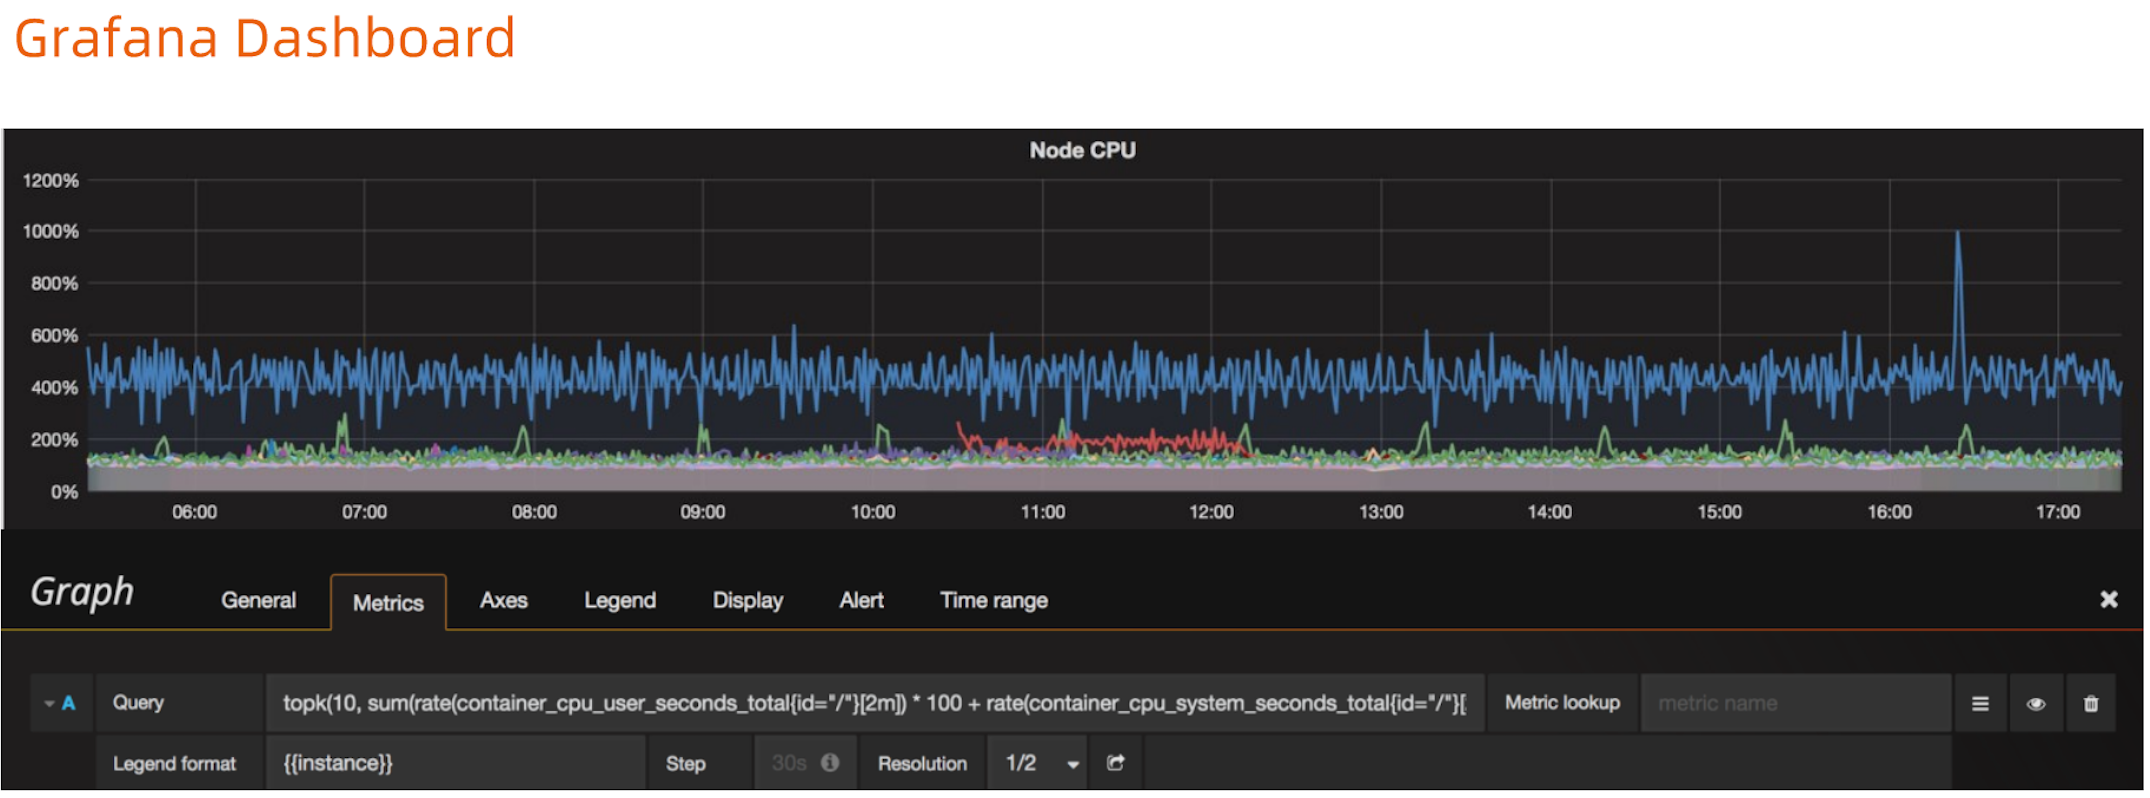 Grafana Dashboard
Node CPU
1200%
1000%
800%
600%
400%
200%
0%
06:00 07:00 08:00 09:00 10:00 11:00 12:00 13:00 14:00 15:00 16:00 17:00
Graph General Metrics Axes Legend Display Alert Time range
A Query topk(10, sum(rate(container_cpu_user_seconds_total{id="/"}[2m]) * 100 + rate(container_cpu_system_seconds_total{id="/"}[ Metric lookup metric name
Legend format {{instance}} Step 30s Resolution 1/2